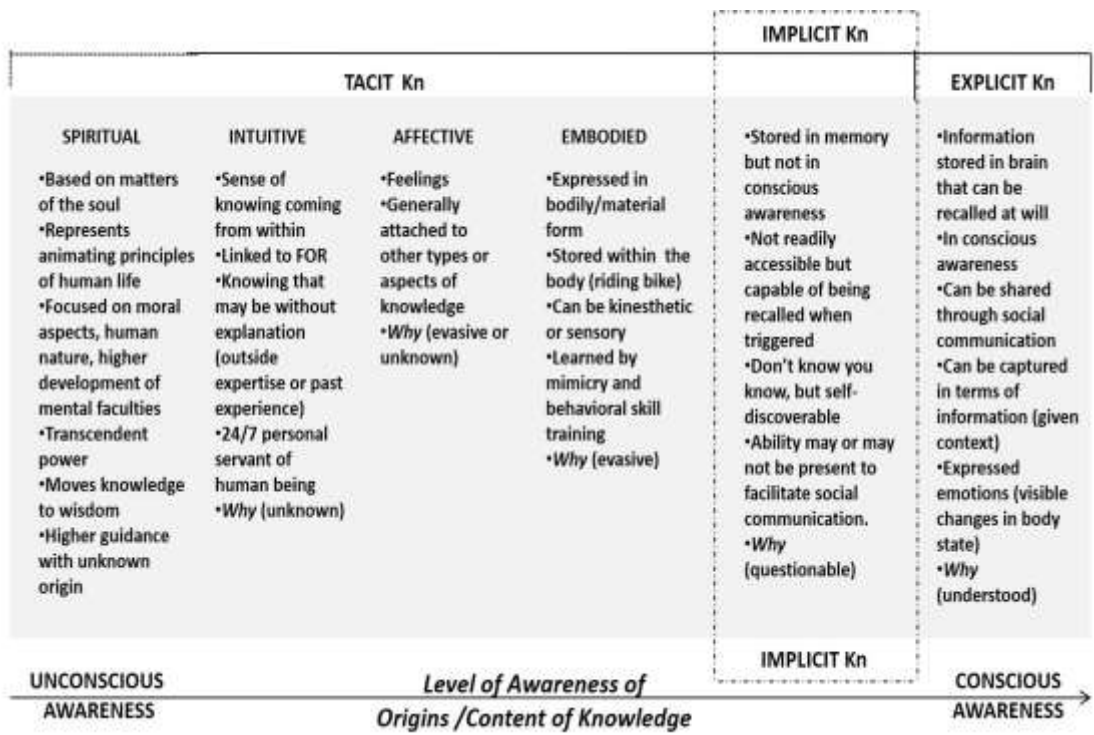 IMPLICIT Kn
TACIT Kn
EXPLICIT Kn
SPIRITUAL
•Based on matters
of the soul
•Represents
animating principles
of human life
•Focused on moral
aspects, human
nature, higher
development of
mental faculties
•Transcendent
power
•Moves knowledge
to wisdom
•Higher guidance
with unknown
origin
INTUITIVE
•Sense of
knowing coming
from within
•Linked to FOR
•Knowing that
may be without
explanation
(outside
expertise or past
experience)
•24/7 personal
servant of
human being
•Why (unknown)
AFFECTIVE
•Feelings
•Generally
attached to
other types or
aspects of
knowledge
•Why (evasive or
unknown)
EMBODIED
•Expressed in
bodily/material
form
•Stored within the
body (riding bike)
•Can be kinesthetic
or sensory
•Learned by
mimicry and
behavioral skill
training
•Why (evasive)
•Stored in memory
but not in
conscious
awareness
•Not readily
accessible but
capable of being
recalled when
triggered
•Don't know you
know, but self-
discoverable
•Ability may or may
not be present to
facilitate social
communication.
•Why
(questionable)
•Information
stored in brain
that can be
recalled at will
•In conscious
awareness
•Can be shared
through social
communication
•Can be captured
in terms of
information (given
context)
•Expressed
emotions (visible
changes in body
state)
•Why
(understood)
IMPLICIT Kn
UNCONSCIOUS
AWARENESS
Level of Awareness of
Origins /Content of Knowledge
CONSCIOUS
AWARENESS